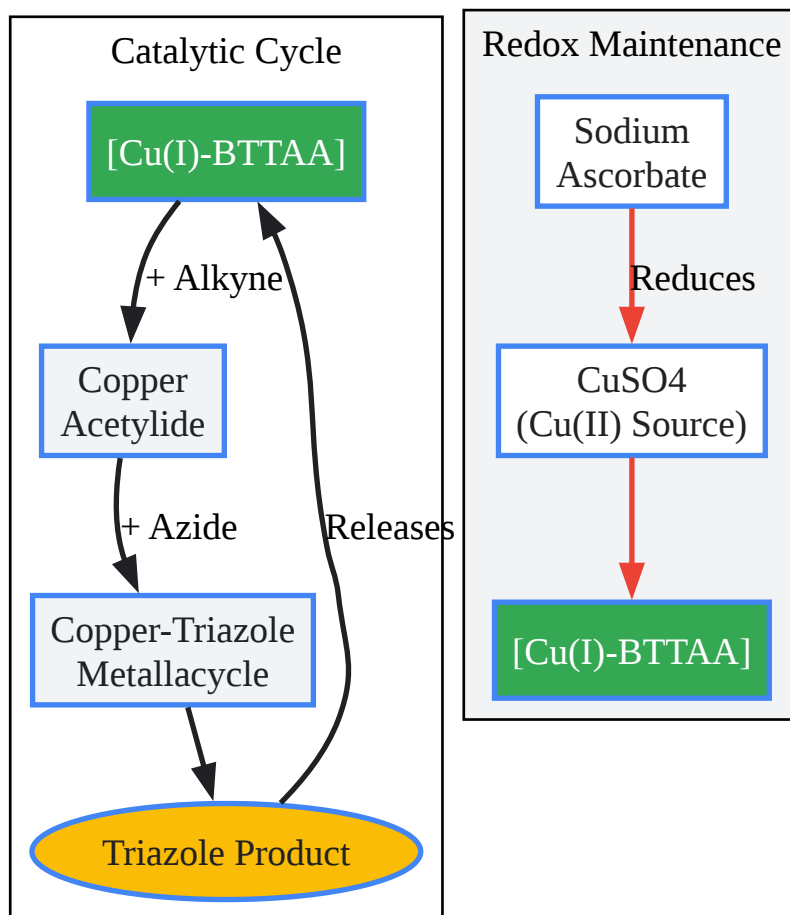 Catalytic Cycle
[Cu(I)-BTTAA]
+ Alkyne
Copper
Acetylide
+ Azide
Releases
Copper-Triazole
Metallacycle
Triazole Product
Redox Maintenance
Sodium
Ascorbate
Reduces
CuSO4
(Cu(II) Source)
[Cu(I)-BTTAA]